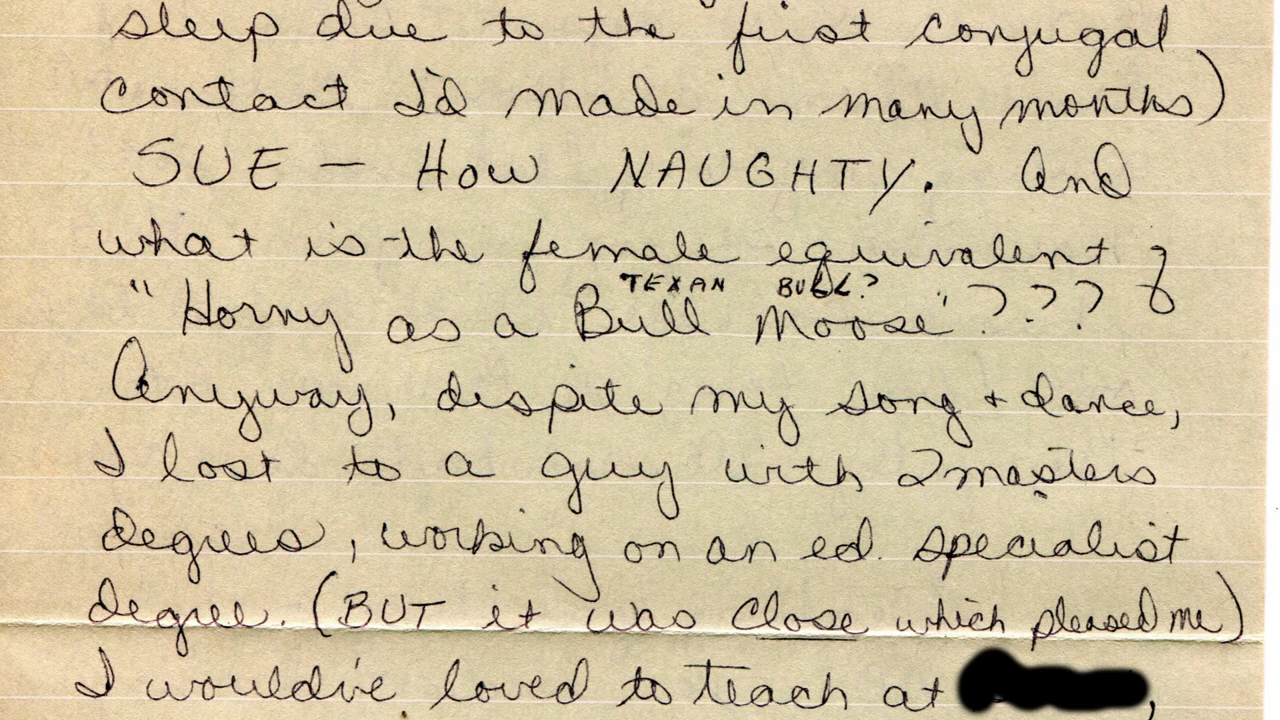 sleep due to the first conjugal
contact I'd made in many months)
SUE — HOW NAUGHTY. And
what is the female equivalent of
TEXAN BULL?
"Horny as a Bull Moose'???
Anyway, despite my song + dance,
I lost to a guy with 2 masters
degrees, working on an ed. specialist
degree. (BUT it was close which pleased me)
I would've loved to teach at ,